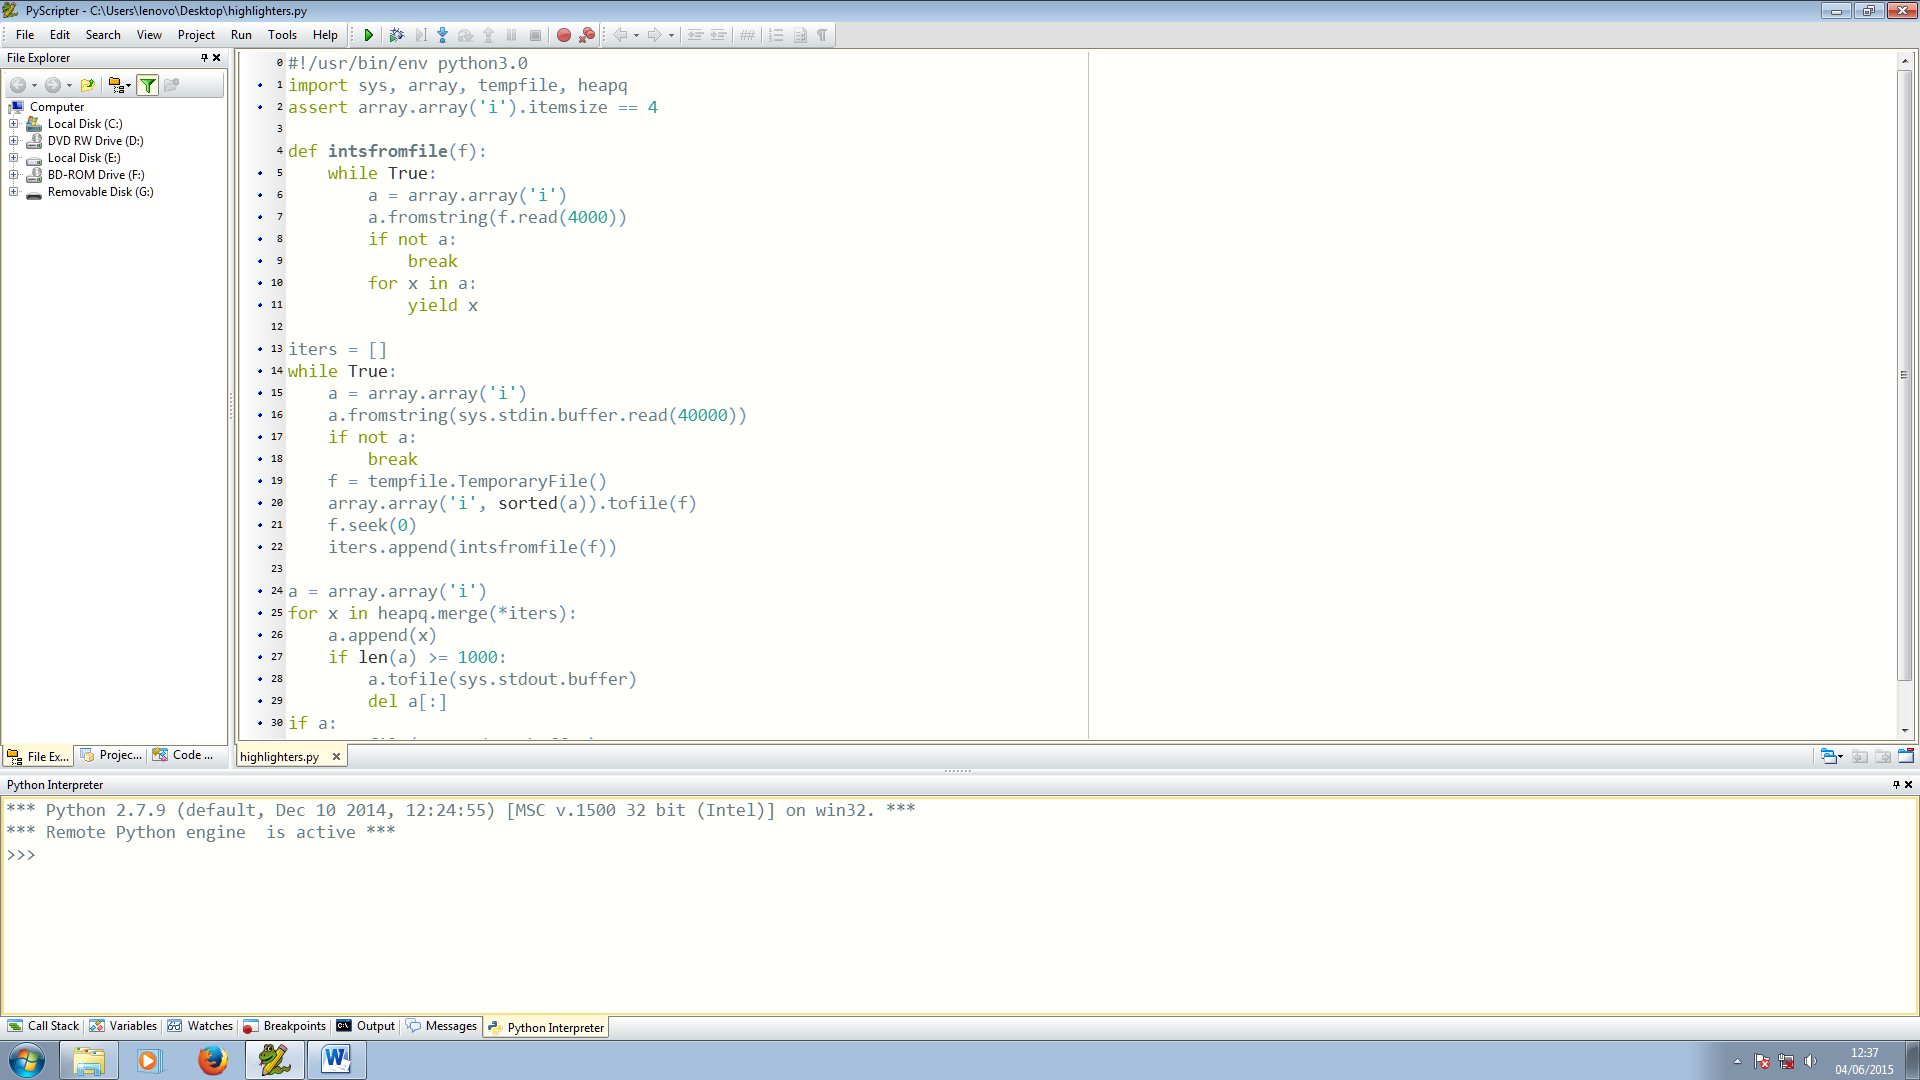 PyScripter - C:\Users\lenovo\Desktop\highlighters.py
File Edit Search View Project Run Tools Help
File Explorer
Computer
Local Disk (C:)
DVD RW Drive (D:)
Local Disk (E:)
BD-ROM Drive (F:)
Removable Disk (G:)
File Ex... Projec... Code ...
0 #!/usr/bin/env python3.0
1 import sys, array, tempfile, heapq
2 assert array.array('i').itemsize == 4
3
4 def intsfromfile(f):
5     while True:
6         a = array.array('i')
7         a.fromstring(f.read(4000))
8         if not a:
9             break
10         for x in a:
11             yield x
12
13 iters = []
14 while True:
15     a = array.array('i')
16     a.fromstring(sys.stdin.buffer.read(40000))
17     if not a:
18         break
19     f = tempfile.TemporaryFile()
20     array.array('i', sorted(a)).tofile(f)
21     f.seek(0)
22     iters.append(intsfromfile(f))
23
24 a = array.array('i')
25 for x in heapq.merge(*iters):
26     a.append(x)
27     if len(a) >= 1000:
28         a.tofile(sys.stdout.buffer)
29         del a[:]
30 if a:
highlighters.py
Python Interpreter
*** Python 2.7.9 (default, Dec 10 2014, 12:24:55) [MSC v.1500 32 bit (Intel)] on win32. ***
*** Remote Python engine  is active ***
>>>
Call Stack Variables Watches Breakpoints Output Messages Python Interpreter
12:37
04/06/2015